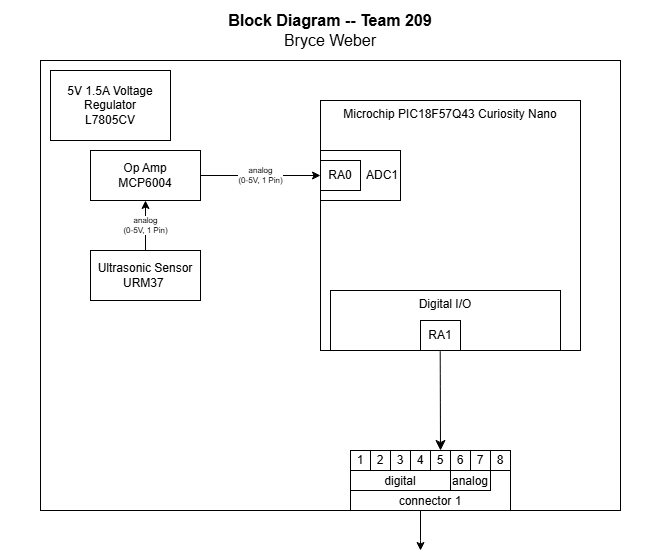 Block Diagram -- Team 209
Bryce Weber
5V 1.5A Voltage
Regulator
L7805CV
Microchip PIC18F57Q43 Curiosity Nano
Op Amp
MCP6004
analog
(0-5V, 1 Pin)
RA0
ADC1
analog
(0-5V, 1 Pin)
Ultrasonic Sensor
URM37
Digital I/O
RA1
1 2 3 4 5 6 7 8
digital analog
connector 1